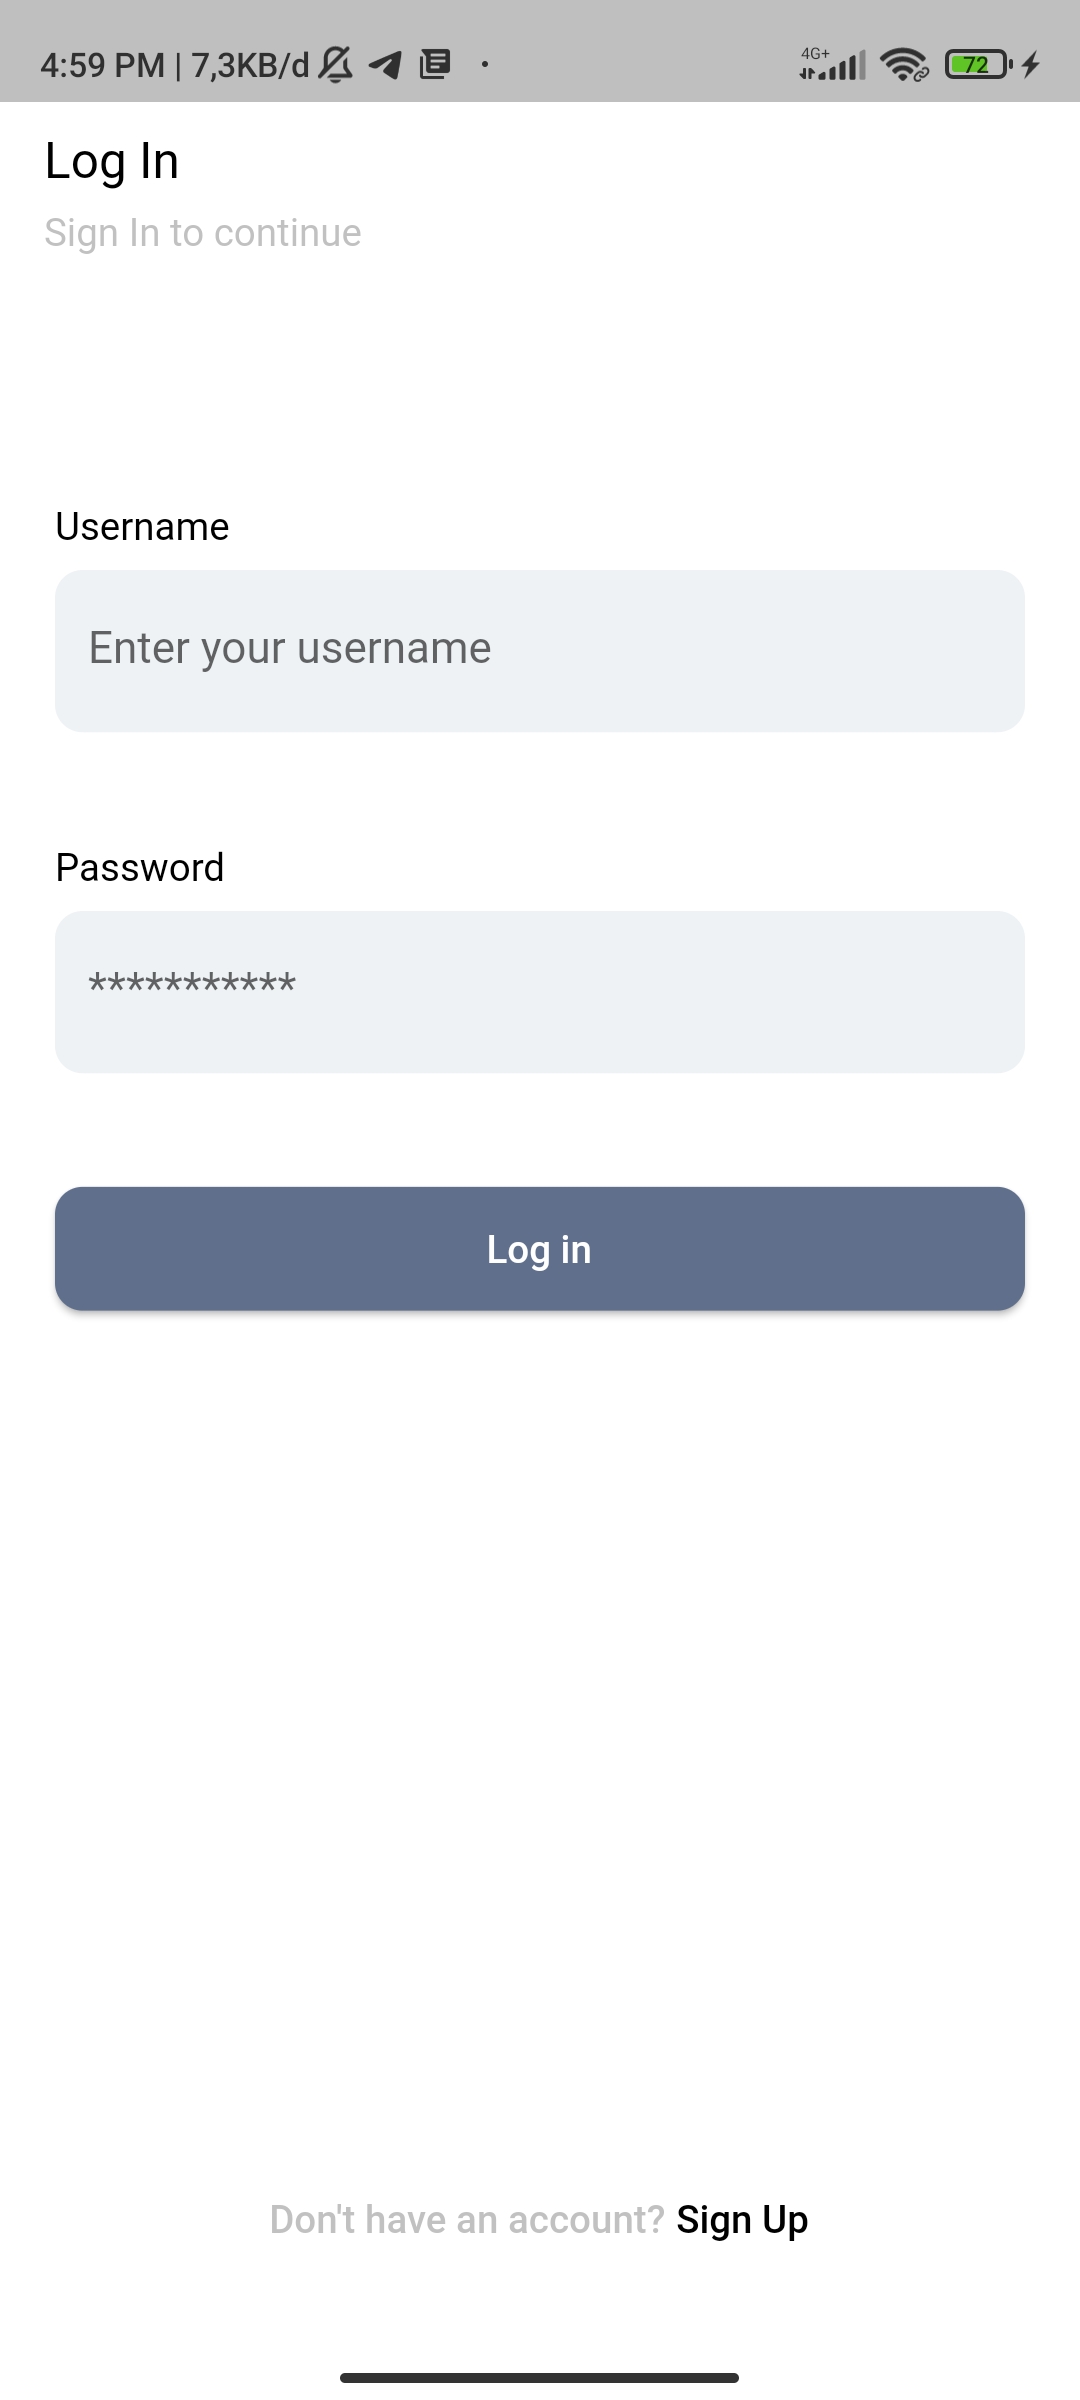 4:59 PM | 7,3KB/d 4G+ 72
Log In
Sign In to continue
Username
Enter your username
Password
***********
Log in
Don't have an account? Sign Up